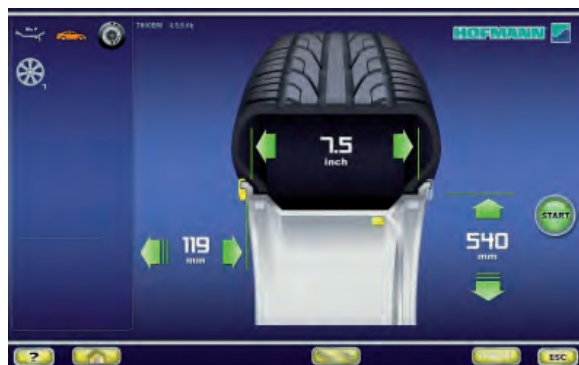 HOFMANN
7.5
inch
119
mm
540
mm
START
?
ESC